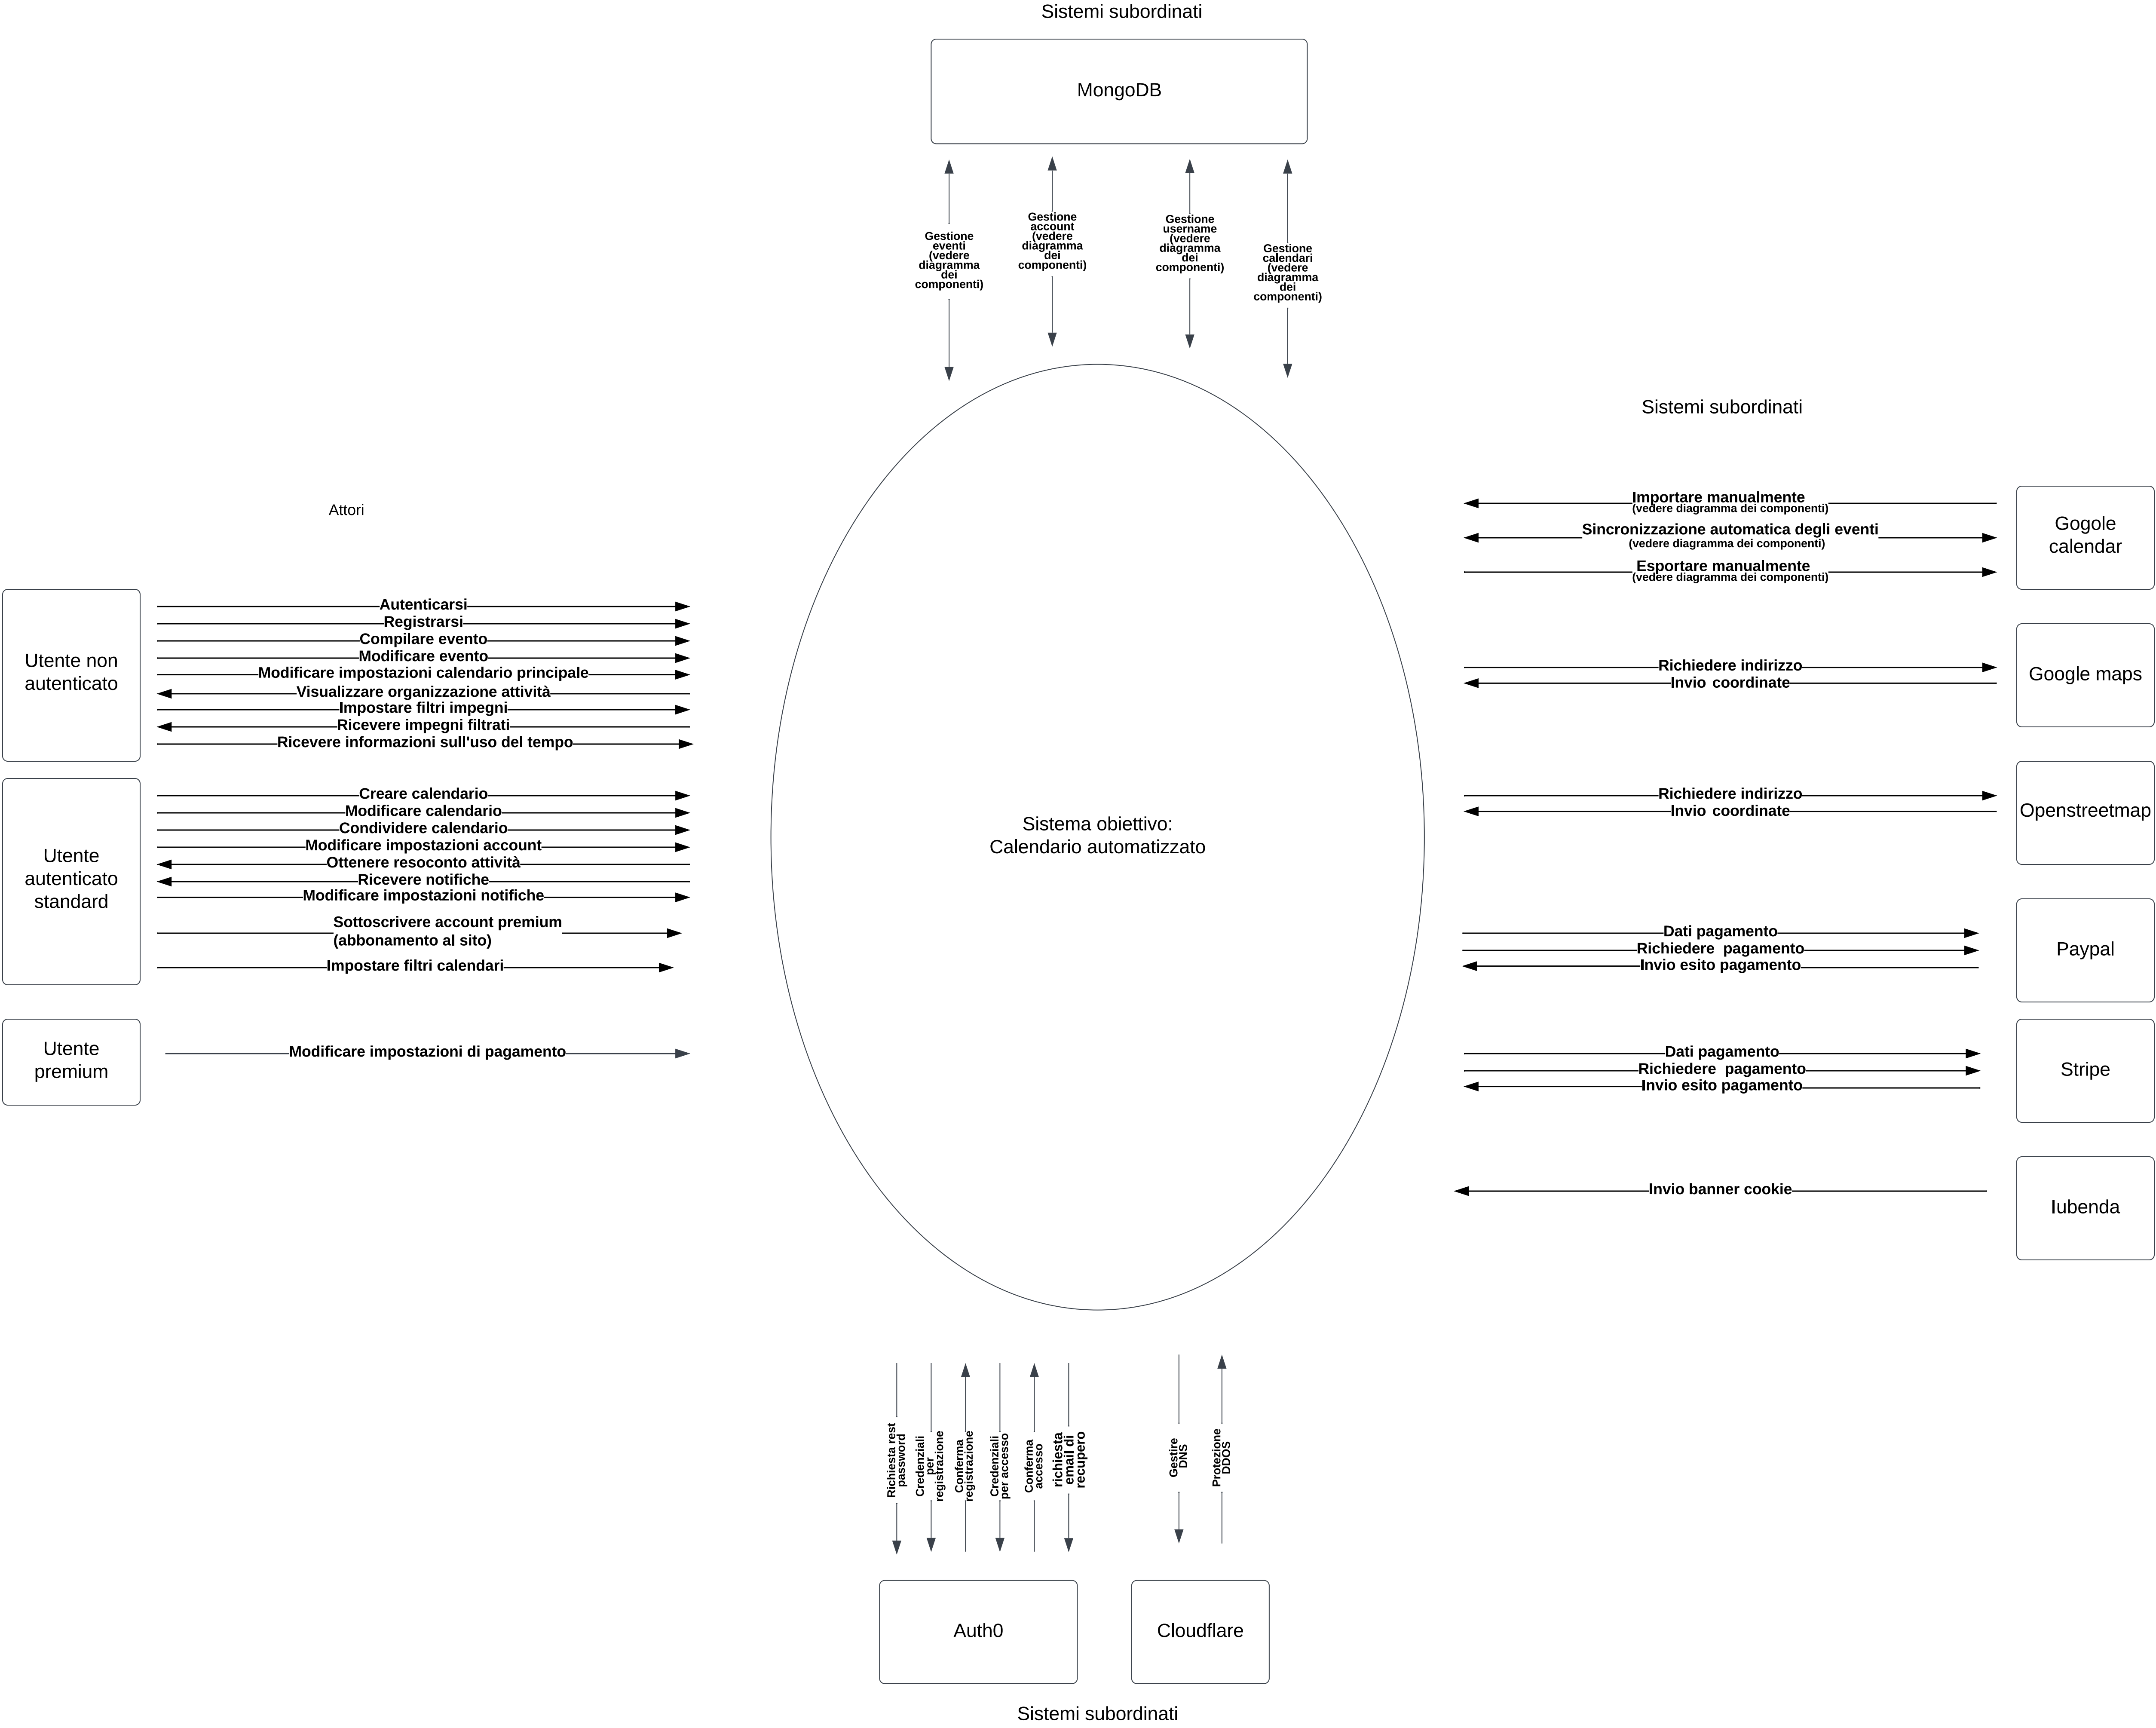 Sistemi subordinati
MongoDB
Gestione
eventi
(vedere
diagramma
dei
componenti)
Gestione
account
(vedere
diagramma
dei
componenti)
Gestione
username
(vedere
diagramma
dei
componenti)
Gestione
calendari
(vedere
diagramma
dei
componenti)
Attori
Utente non
autenticato
Autenticarsi
Registrarsi
Compilare evento
Modificare evento
Modificare impostazioni calendario principale
Visualizzare organizzazione attività
Impostare filtri impegni
Ricevere impegni filtrati
Ricevere informazioni sull'uso del tempo
Utente
autenticato
standard
Creare calendario
Modificare calendario
Condividere calendario
Modificare impostazioni account
Ottenere resoconto attività
Ricevere notifiche
Modificare impostazioni notifiche
Sottoscrivere account premium
(abbonamento al sito)
Impostare filtri calendari
Utente
premium
Modificare impostazioni di pagamento
Sistema obiettivo:
Calendario automatizzato
Sistemi subordinati
Importare manualmente
(vedere diagramma dei componenti)
Sincronizzazione automatica degli eventi
(vedere diagramma dei componenti)
Esportare manualmente
(vedere diagramma dei componenti)
Gogole
calendar
Richiedere indirizzo
Invio coordinate
Google maps
Richiedere indirizzo
Invio coordinate
Openstreetmap
Dati pagamento
Richiedere pagamento
Invio esito pagamento
Paypal
Dati pagamento
Richiedere pagamento
Invio esito pagamento
Stripe
Invio banner cookie
Iubenda
Richiesta rest
password
Credenziali
per
registrazione
Conferma
registrazione
Credenziali
per accesso
Conferma
accesso
richiesta
email di
recupero
Gestire
DNS
Protezione
DDOS
Auth0
Cloudflare
Sistemi subordinati